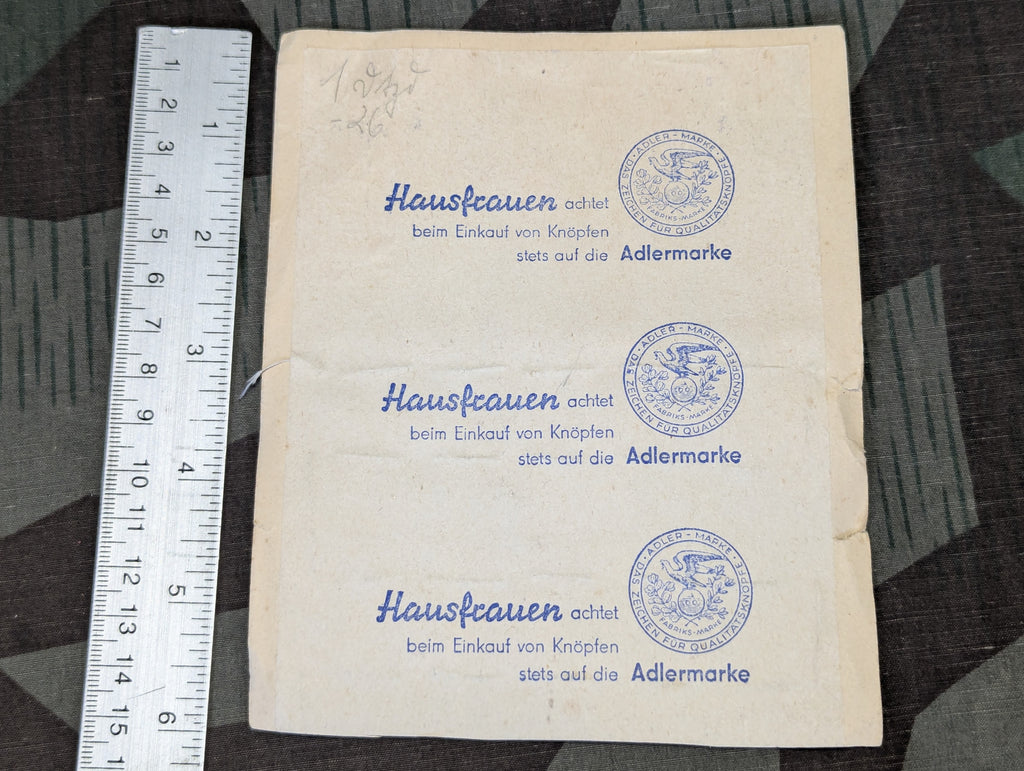 1 Dtzd
-26
· ADLER - MARKE · DAS ZEICHEN FÜR QUALITÄTSKNÖPFE
FABRIKS-MARKE
Hausfrauen achtet
beim Einkauf von Knöpfen
stets auf die Adlermarke
· ADLER - MARKE · DAS ZEICHEN FÜR QUALITÄTSKNÖPFE
FABRIKS-MARKE
Hausfrauen achtet
beim Einkauf von Knöpfen
stets auf die Adlermarke
· ADLER - MARKE · DAS ZEICHEN FÜR QUALITÄTSKNÖPFE
FABRIKS-MARKE
Hausfrauen achtet
beim Einkauf von Knöpfen
stets auf die Adlermarke
1 2 3 4 5 6 7 8 9 10 11 12 13 14 15
1 2 3 4 5 6